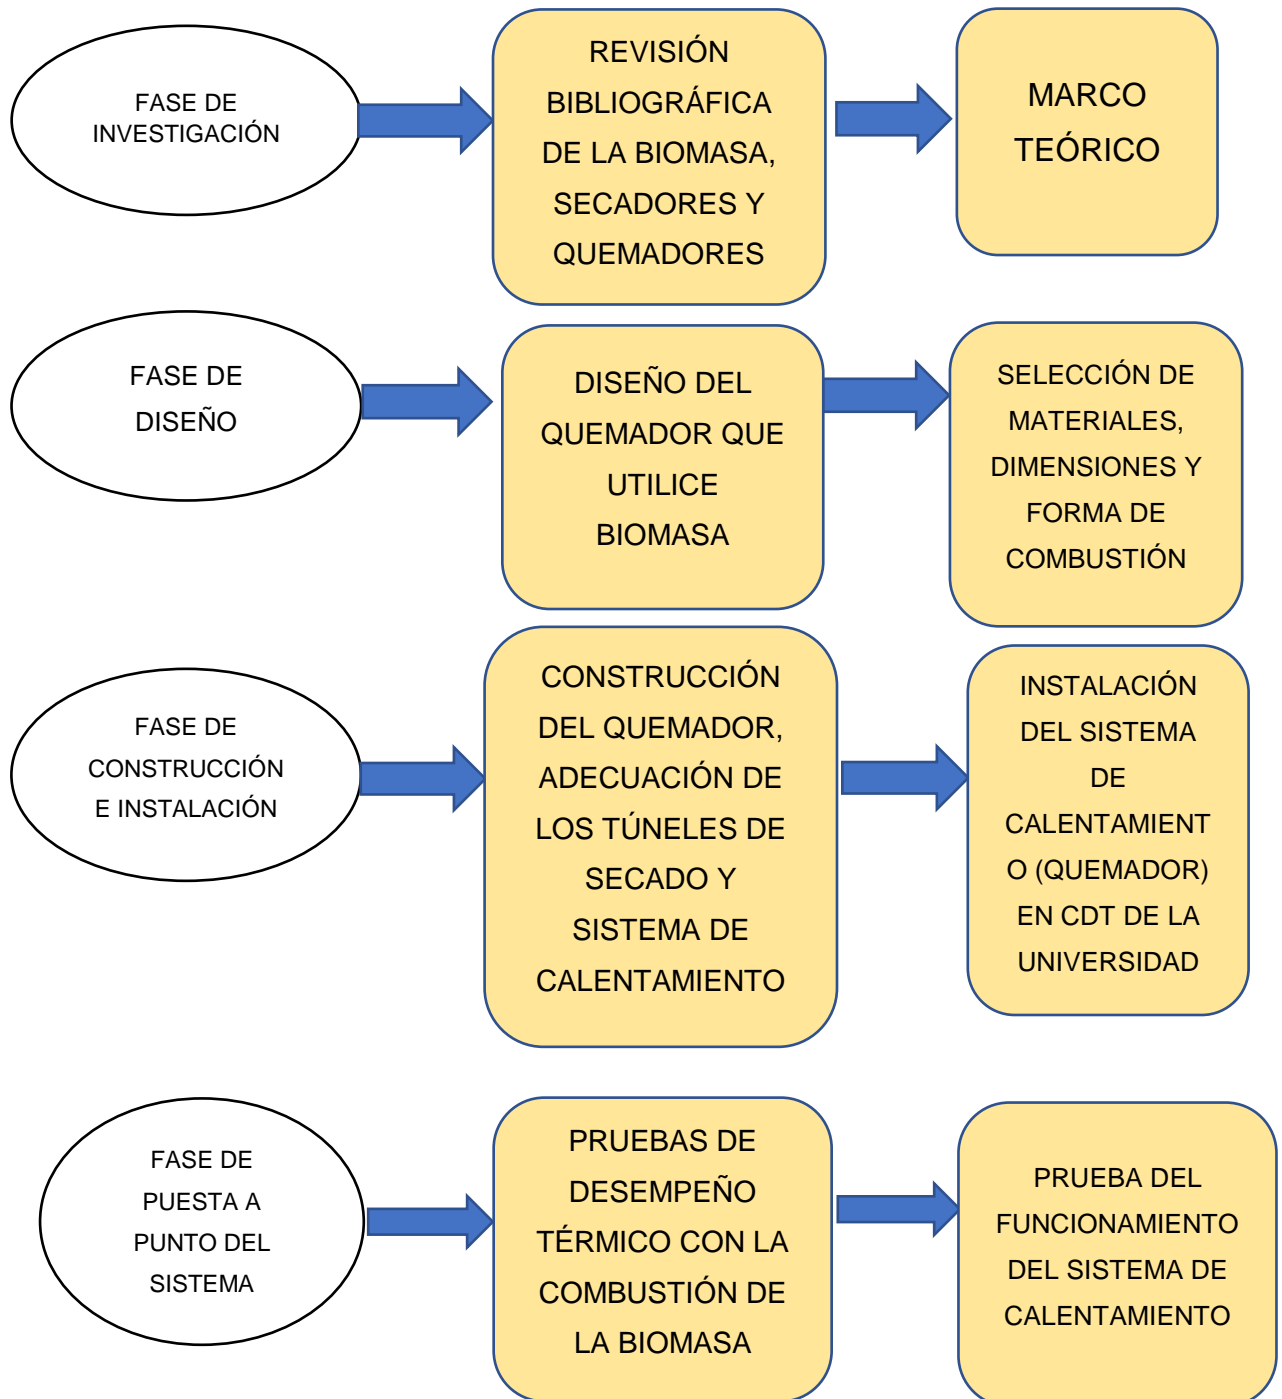 FASE DE
INVESTIGACIÓN
REVISIÓN
BIBLIOGRÁFICA
DE LA BIOMASA,
SECADORES Y
QUEMADORES
MARCO
TEÓRICO
FASE DE
DISEÑO
DISEÑO DEL
QUEMADOR QUE
UTILICE
BIOMASA
SELECCIÓN DE
MATERIALES,
DIMENSIONES Y
FORMA DE
COMBUSTIÓN
FASE DE
CONSTRUCCIÓN
E INSTALACIÓN
CONSTRUCCIÓN
DEL QUEMADOR,
ADECUACIÓN DE
LOS TÚNELES DE
SECADO Y
SISTEMA DE
CALENTAMIENTO
INSTALACIÓN
DEL SISTEMA
DE
CALENTAMIENT
O (QUEMADOR)
EN CDT DE LA
UNIVERSIDAD
FASE DE
PUESTA A
PUNTO DEL
SISTEMA
PRUEBAS DE
DESEMPEÑO
TÉRMICO CON LA
COMBUSTIÓN DE
LA BIOMASA
PRUEBA DEL
FUNCIONAMIENTO
DEL SISTEMA DE
CALENTAMIENTO